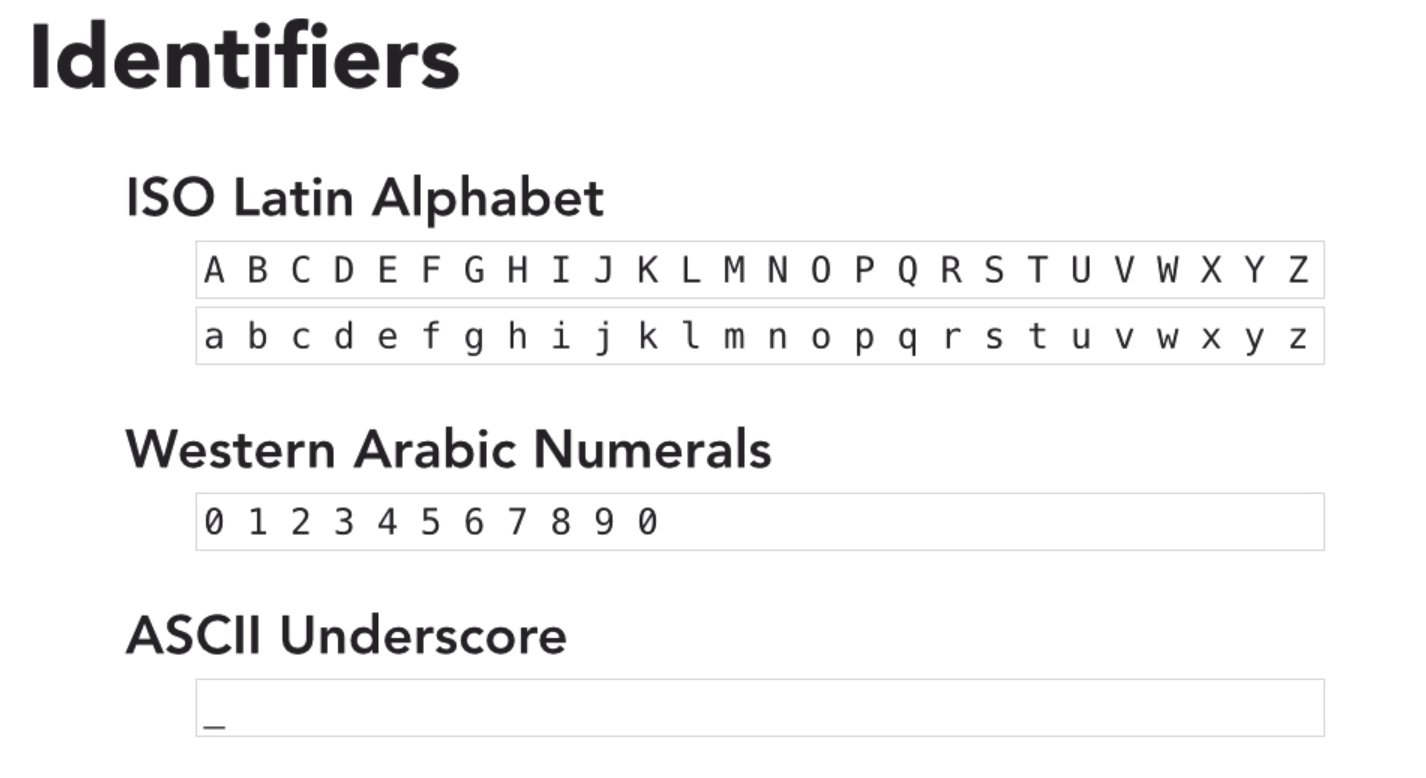 Identifiers
ISO Latin Alphabet
A B C D E F G H I J K L M N O P Q R S T U V W X Y Z
a b c d e f g h i j k l m n o p q r s t u v w x y z
Western Arabic Numerals
0 1 2 3 4 5 6 7 8 9 0
ASCII Underscore
_